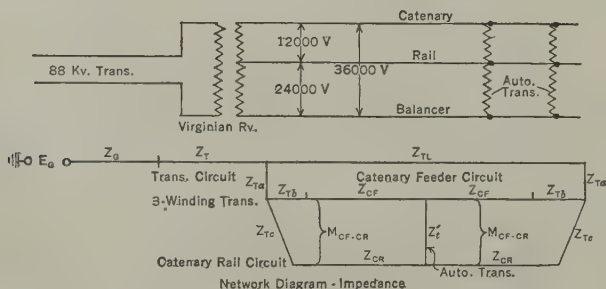 Catenary
12000 V
Rail
88 Kv. Trans.
36000 V
24000 V
Auto. Trans.
Balancer
Virginian Ry.
E_G Z_G Z_T Z_TL
Trans. Circuit Z_Ta Catenary Feeder Circuit Z_Ta
Z_Tb Z_CF Z_CF Z_Tb
3-Winding Trans.
Z_Tc M_CF-CR Z'_t M_CF-CR Z_Tc
Z_CR Z_CR
Catenary Rail Circuit Auto. Trans.
Network Diagram - Impedance